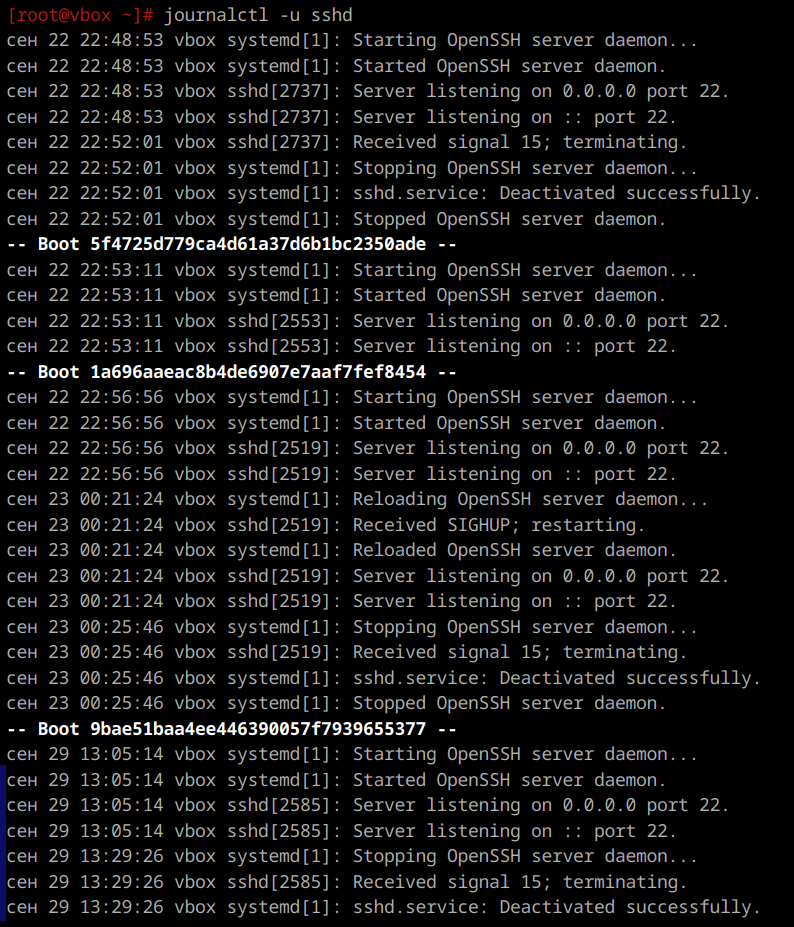 [root@vbox ~]# journalctl -u sshd
сен 22 22:48:53 vbox systemd[1]: Starting OpenSSH server daemon...
сен 22 22:48:53 vbox systemd[1]: Started OpenSSH server daemon.
сен 22 22:48:53 vbox sshd[2737]: Server listening on 0.0.0.0 port 22.
сен 22 22:48:53 vbox sshd[2737]: Server listening on :: port 22.
сен 22 22:52:01 vbox sshd[2737]: Received signal 15; terminating.
сен 22 22:52:01 vbox systemd[1]: Stopping OpenSSH server daemon...
сен 22 22:52:01 vbox systemd[1]: sshd.service: Deactivated successfully.
сен 22 22:52:01 vbox systemd[1]: Stopped OpenSSH server daemon.
-- Boot 5f4725d779ca4d61a37d6b1bc2350ade --
сен 22 22:53:11 vbox systemd[1]: Starting OpenSSH server daemon...
сен 22 22:53:11 vbox systemd[1]: Started OpenSSH server daemon.
сен 22 22:53:11 vbox sshd[2553]: Server listening on 0.0.0.0 port 22.
сен 22 22:53:11 vbox sshd[2553]: Server listening on :: port 22.
-- Boot 1a696aaeac8b4de6907e7aaf7fef8454 --
сен 22 22:56:56 vbox systemd[1]: Starting OpenSSH server daemon...
сен 22 22:56:56 vbox systemd[1]: Started OpenSSH server daemon.
сен 22 22:56:56 vbox sshd[2519]: Server listening on 0.0.0.0 port 22.
сен 22 22:56:56 vbox sshd[2519]: Server listening on :: port 22.
сен 23 00:21:24 vbox systemd[1]: Reloading OpenSSH server daemon...
сен 23 00:21:24 vbox sshd[2519]: Received SIGHUP; restarting.
сен 23 00:21:24 vbox systemd[1]: Reloaded OpenSSH server daemon.
сен 23 00:21:24 vbox sshd[2519]: Server listening on 0.0.0.0 port 22.
сен 23 00:21:24 vbox sshd[2519]: Server listening on :: port 22.
сен 23 00:25:46 vbox systemd[1]: Stopping OpenSSH server daemon...
сен 23 00:25:46 vbox sshd[2519]: Received signal 15; terminating.
сен 23 00:25:46 vbox systemd[1]: sshd.service: Deactivated successfully.
сен 23 00:25:46 vbox systemd[1]: Stopped OpenSSH server daemon.
-- Boot 9bae51baa4ee446390057f7939655377 --
сен 29 13:05:14 vbox systemd[1]: Starting OpenSSH server daemon...
сен 29 13:05:14 vbox systemd[1]: Started OpenSSH server daemon.
сен 29 13:05:14 vbox sshd[2585]: Server listening on 0.0.0.0 port 22.
сен 29 13:05:14 vbox sshd[2585]: Server listening on :: port 22.
сен 29 13:29:26 vbox systemd[1]: Stopping OpenSSH server daemon...
сен 29 13:29:26 vbox sshd[2585]: Received signal 15; terminating.
сен 29 13:29:26 vbox systemd[1]: sshd.service: Deactivated successfully.